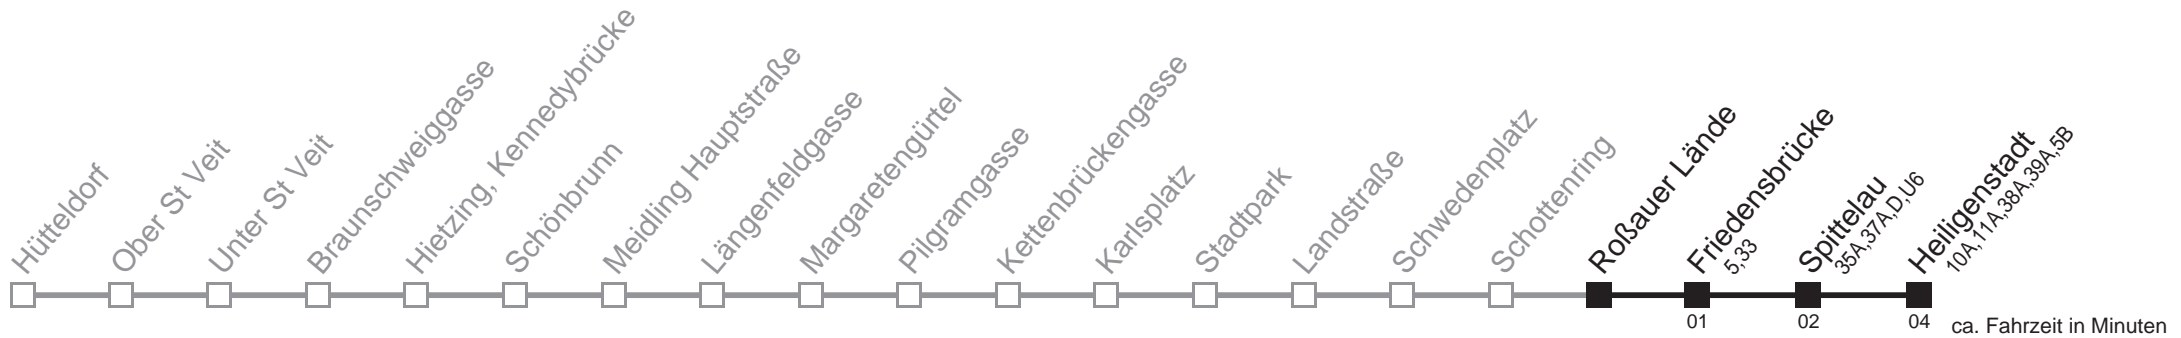 Hütteldorf
Ober St Veit
Unter St Veit
Braunschweiggasse
Hietzing, Kennedybrücke
Schönbrunn
Meidling Hauptstraße
Längenfeldgasse
Margaretengürtel
Pilgramgasse
Kettenbrückengasse
Karlsplatz
Stadtpark
Landstraße
Schwedenplatz
Schottenring
Roßauer Lände
Friedensbrücke
5,33
Spittelau
35A,37A,D,U6
Heiligenstadt
10A,11A,38A,39A,5B
01
02
04
ca. Fahrzeit in Minuten